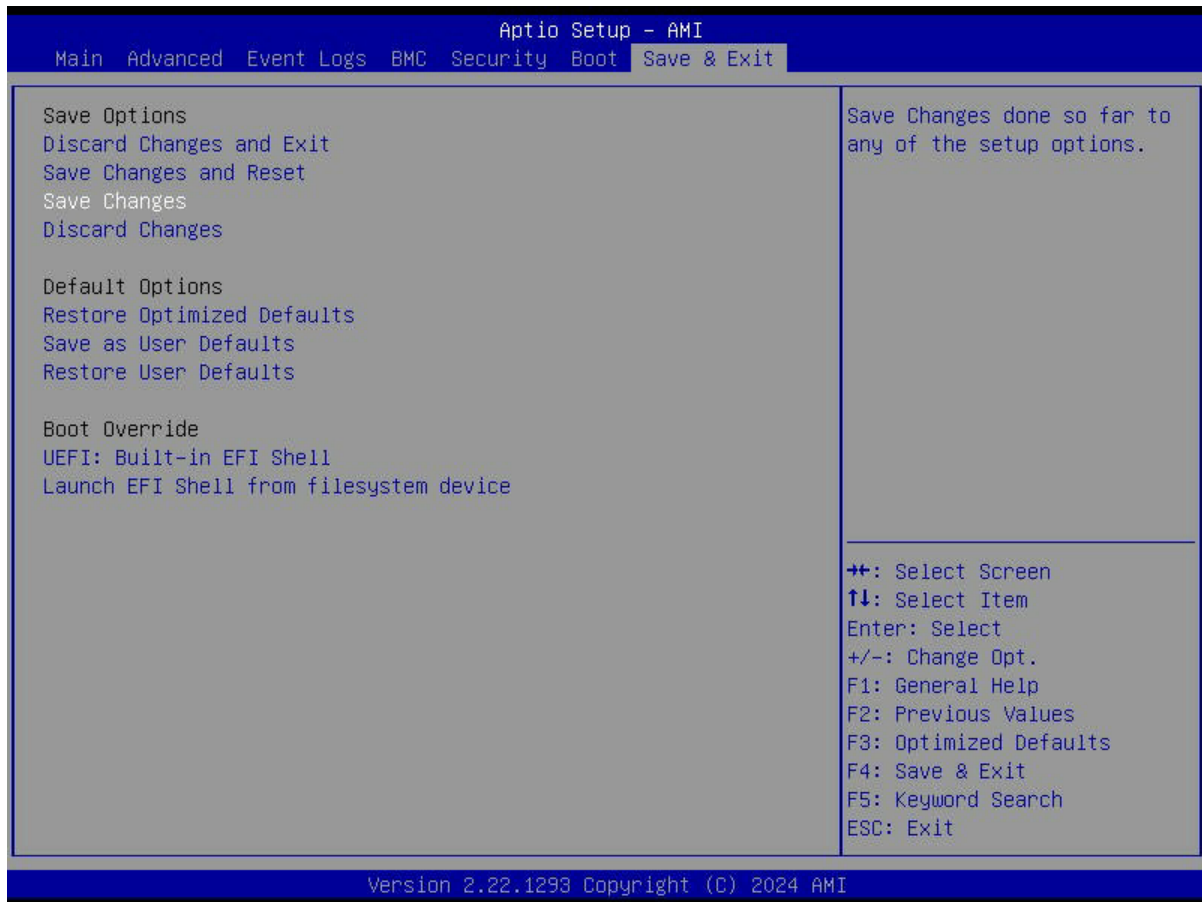 Aptio Setup – AMI
Main Advanced Event Logs BMC Security Boot Save & Exit
Save Options
Discard Changes and Exit
Save Changes and Reset
Save Changes
Discard Changes
Default Options
Restore Optimized Defaults
Save as User Defaults
Restore User Defaults
Boot Override
UEFI: Built-in EFI Shell
Launch EFI Shell from filesystem device
Save Changes done so far to
any of the setup options.
→←: Select Screen
↑↓: Select Item
Enter: Select
+/-: Change Opt.
F1: General Help
F2: Previous Values
F3: Optimized Defaults
F4: Save & Exit
F5: Keyword Search
ESC: Exit
Version 2.22.1293 Copyright (C) 2024 AMI